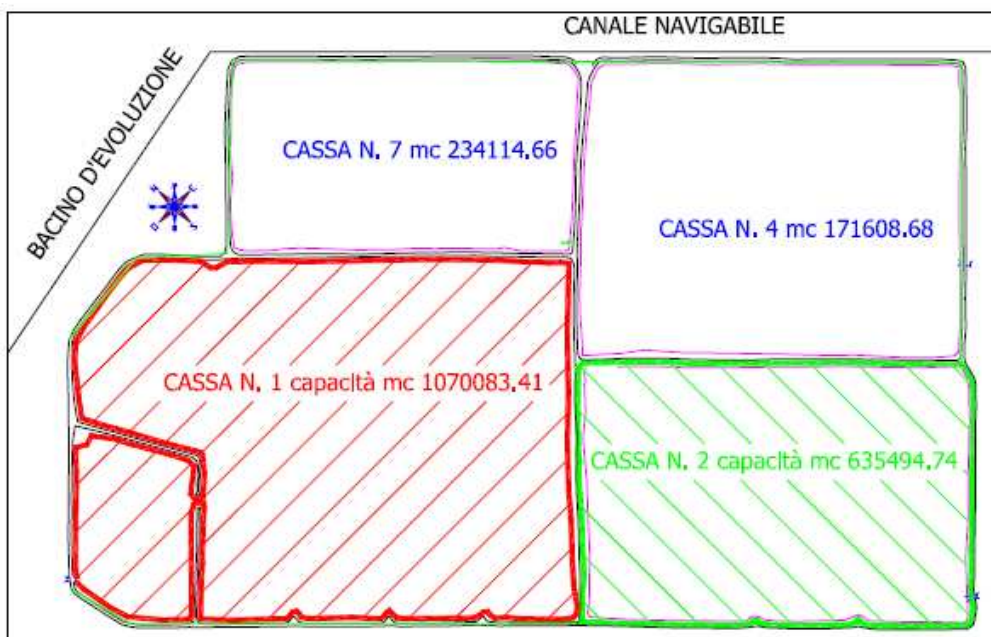 CANALE NAVIGABILE
BACINO D'EVOLUZIONE
CASSA N. 7 mc 234114.66
CASSA N. 4 mc 171608.68
CASSA N. 1 capacità mc 1070083.41
CASSA N. 2 capacità mc 635494.74